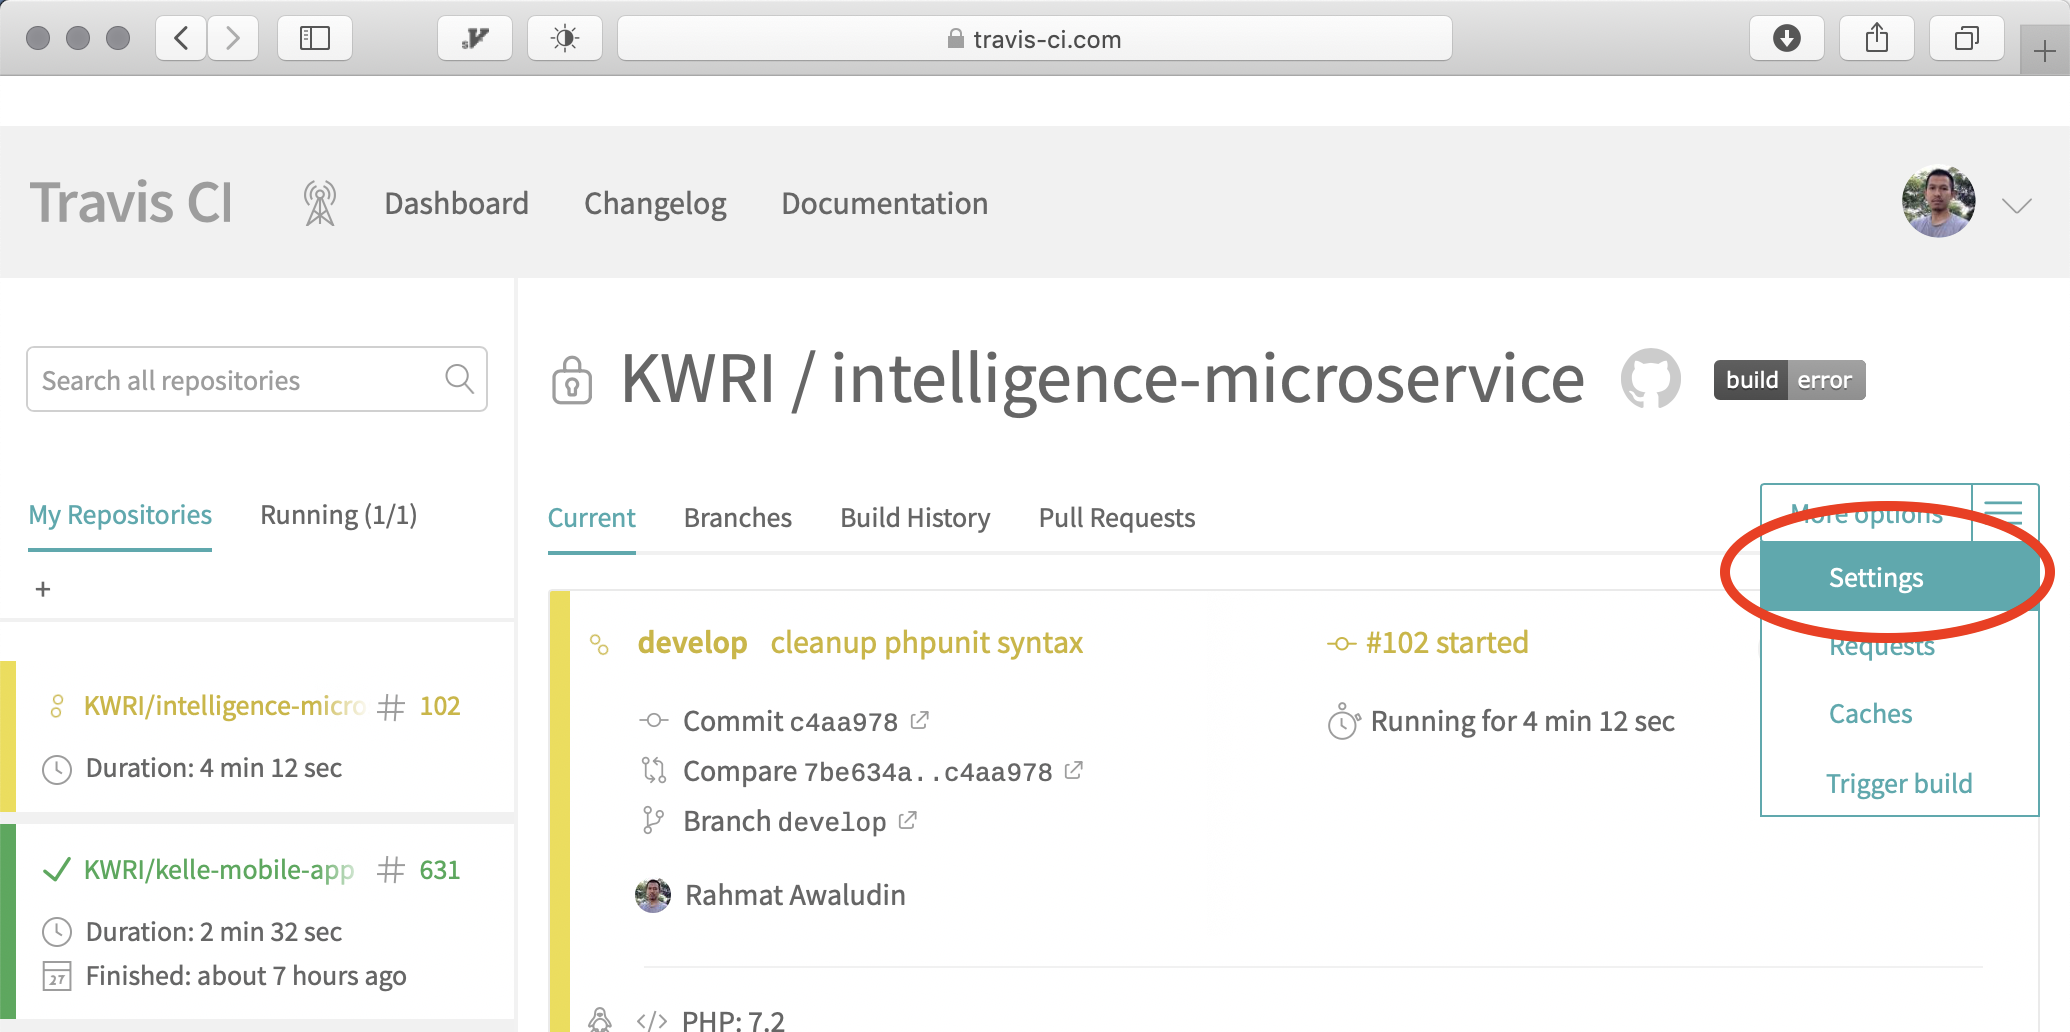 travis-ci.com
Travis CI Dashboard Changelog Documentation
Search all repositories
My Repositories Running (1/1)
+
KWRI/intelligence-micro # 102
Duration: 4 min 12 sec
KWRI/kelle-mobile-app # 631
Duration: 2 min 32 sec
27 Finished: about 7 hours ago
KWRI / intelligence-microservice build error
Current Branches Build History Pull Requests
More options
Settings
Requests
Caches
Trigger build
develop cleanup phpunit syntax
Commit c4aa978
Compare 7be634a..c4aa978
Branch develop
Rahmat Awaludin
#102 started
Running for 4 min 12 sec
</> PHP: 7.2